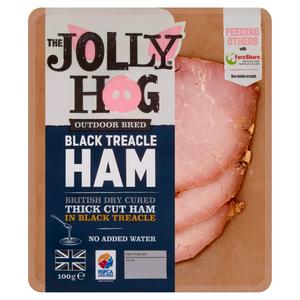 THE
JOLLY
HOG
OUTDOOR BRED
BLACK TREACLE
HAM
BRITISH DRY CURED
THICK CUT HAM
IN BLACK TREACLE
NO ADDED WATER
100g e
RSPCA
FEEDING
OTHERS
with
FareShare